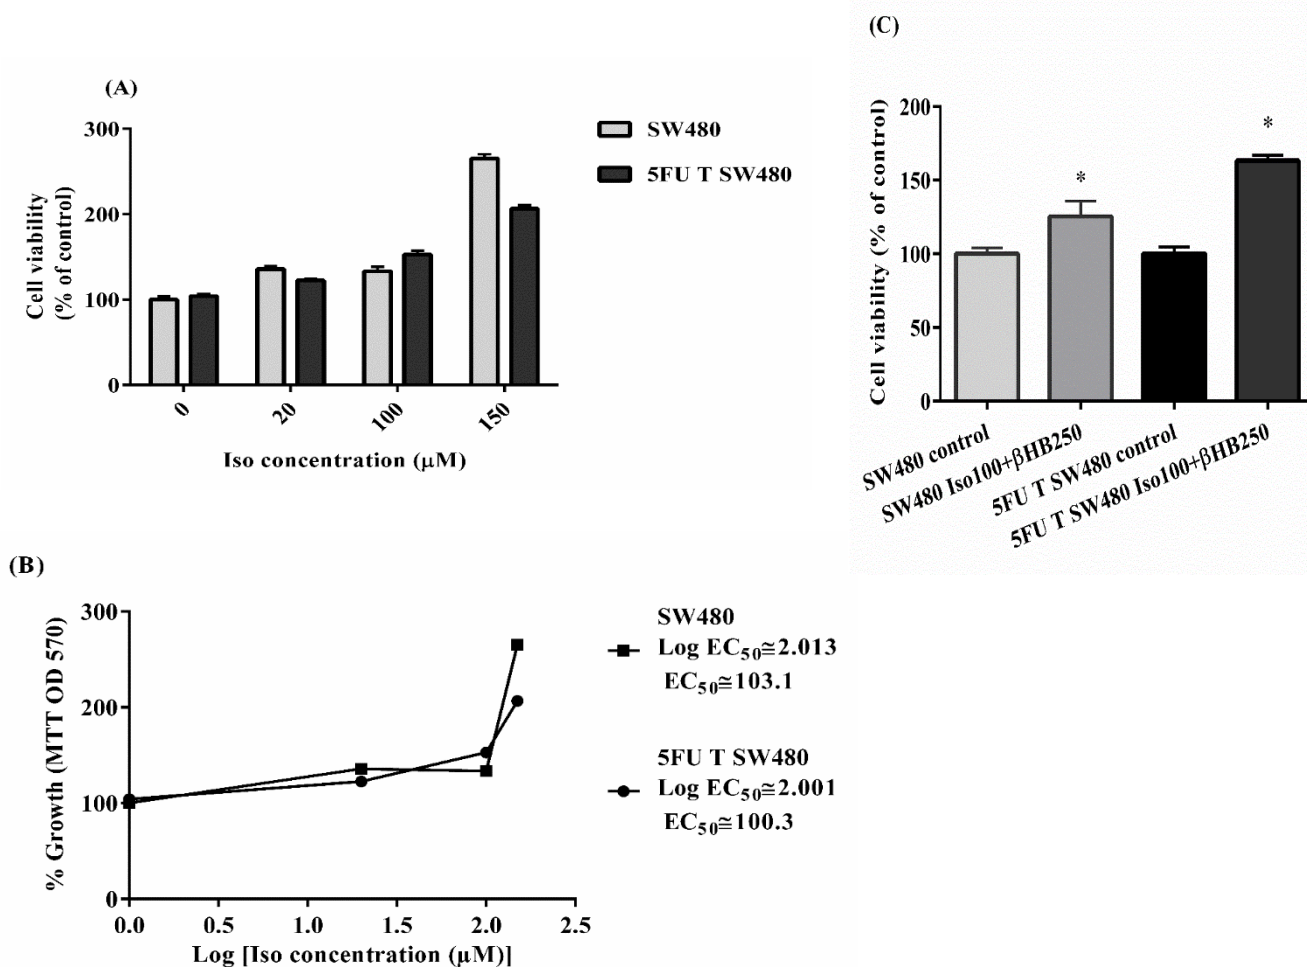 (A)
Cell viability
(% of control)
300
200
100
0
0
20
100
150
Iso concentration (µM)
SW480
5FU T SW480
(C)
Cell viability (% of control)
200
150
100
50
0
*
*
SW480 control
SW480 Iso100+βHB250
5FU T SW480 control
5FU T SW480 Iso100+βHB250
(B)
% Growth (MTT OD 570)
300
200
100
0
0.0
0.5
1.0
1.5
2.0
2.5
Log [Iso concentration (µM)]
SW480
Log EC50≅2.013
EC50≅103.1
5FU T SW480
Log EC50≅2.001
EC50≅100.3